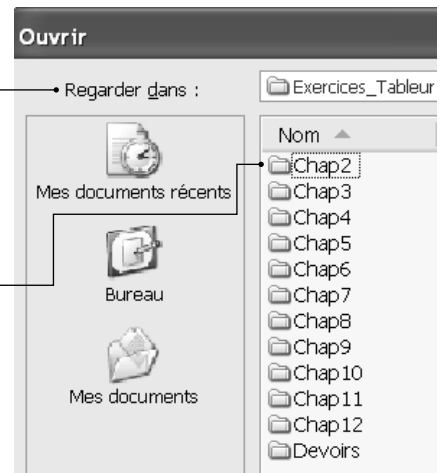 Ouvrir
Regarder dans :
Exercices_Tableur
Nom
Mes documents récents
Bureau
Mes documents
Chap2
Chap3
Chap4
Chap5
Chap6
Chap7
Chap8
Chap9
Chap10
Chap11
Chap12
Devoirs